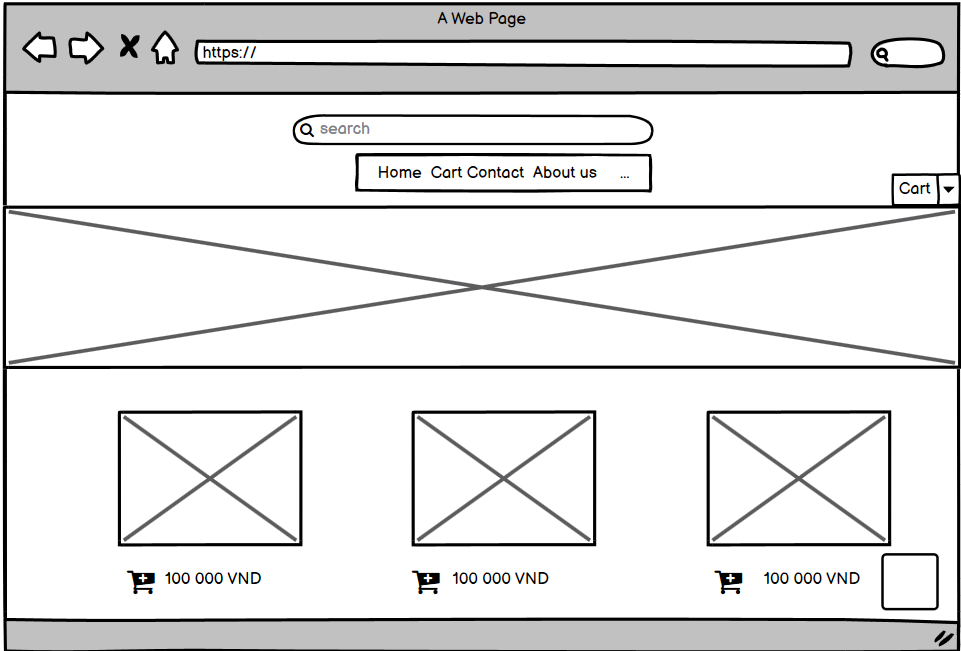 A Web Page
https://
search
Home Cart Contact About us ...
Cart
100 000 VND
100 000 VND
100 000 VND